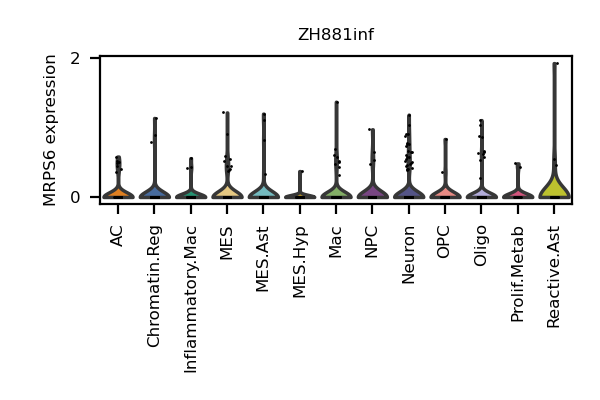 ZH881inf
MRPS6 expression
2
0
AC
Chromatin.Reg
Inflammatory.Mac
MES
MES.Ast
MES.Hyp
Mac
NPC
Neuron
OPC
Oligo
Prolif.Metab
Reactive.Ast